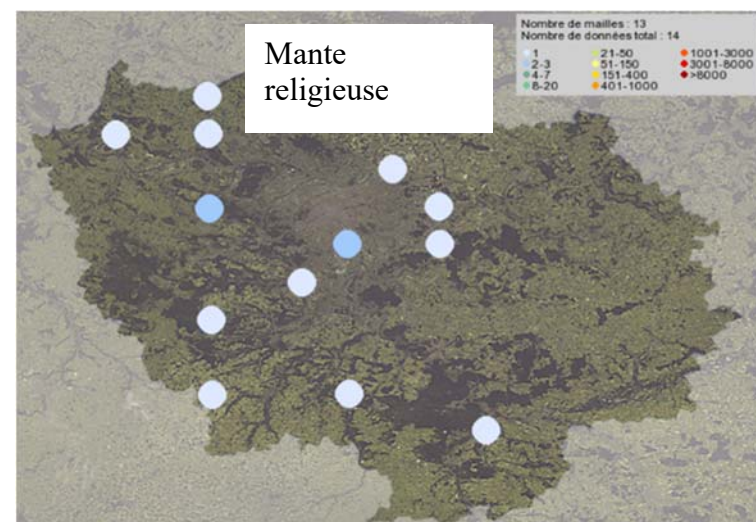 Mante
religieuse
Nombre de mailles : 13
Nombre de données total : 14
1 21-50 1001-3000
2-3 51-150 3001-8000
4-7 151-400 >8000
8-20 401-1000